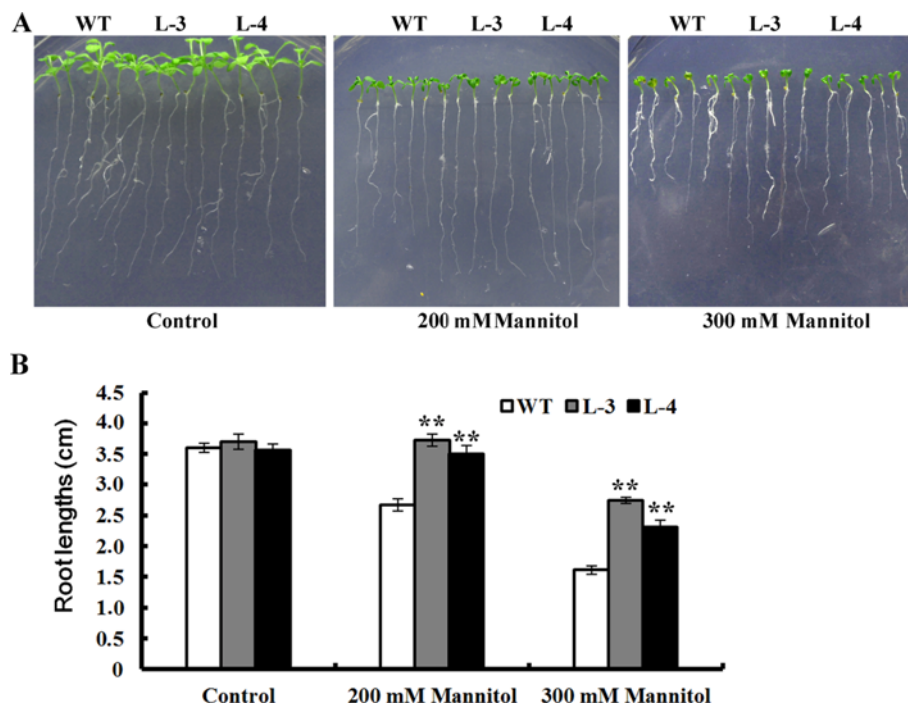 A
WT L-3 L-4
WT L-3 L-4
WT L-3 L-4
Control
200 mM Mannitol
300 mM Mannitol
B
Root lengths (cm)
4.5
4.0
3.5
3.0
2.5
2.0
1.5
1.0
0.5
0
WT L-3 L-4
** **
** **
Control
200 mM Mannitol
300 mM Mannitol